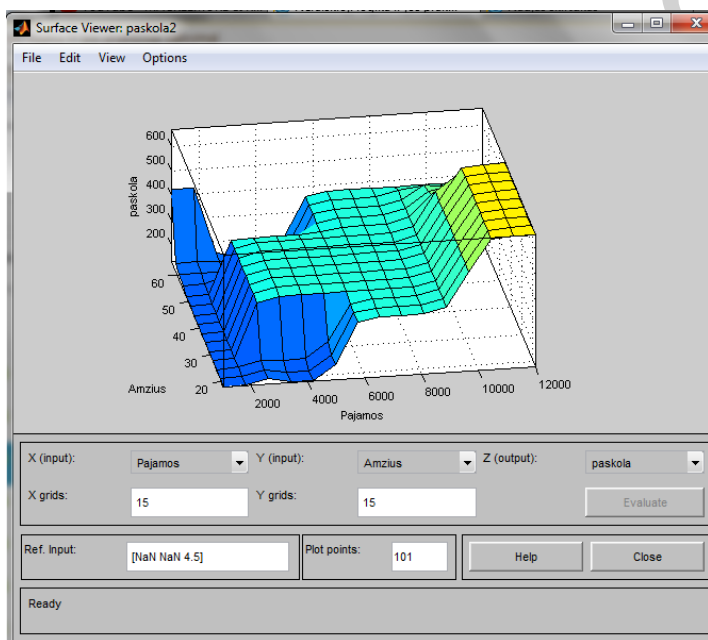 Surface Viewer: paskola2
File Edit View Options
600
500
400
300
200
paskola
60
50
40
30
20
Amzius
2000
4000
6000
8000
10000
12000
Pajamos
X (input): Pajamos Y (input): Amzius Z (output): paskola
X grids: 15 Y grids: 15 Evaluate
Ref. Input: [NaN NaN 4.5] Plot points: 101 Help Close
Ready